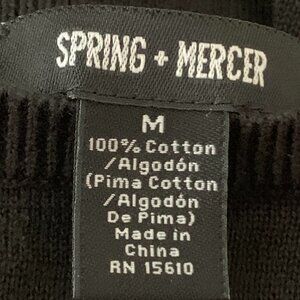 SPRING + MERCER
M
100% Cotton
/Algodón
(Pima Cotton
/Algodón
De Pima)
Made in
China
RN 15610